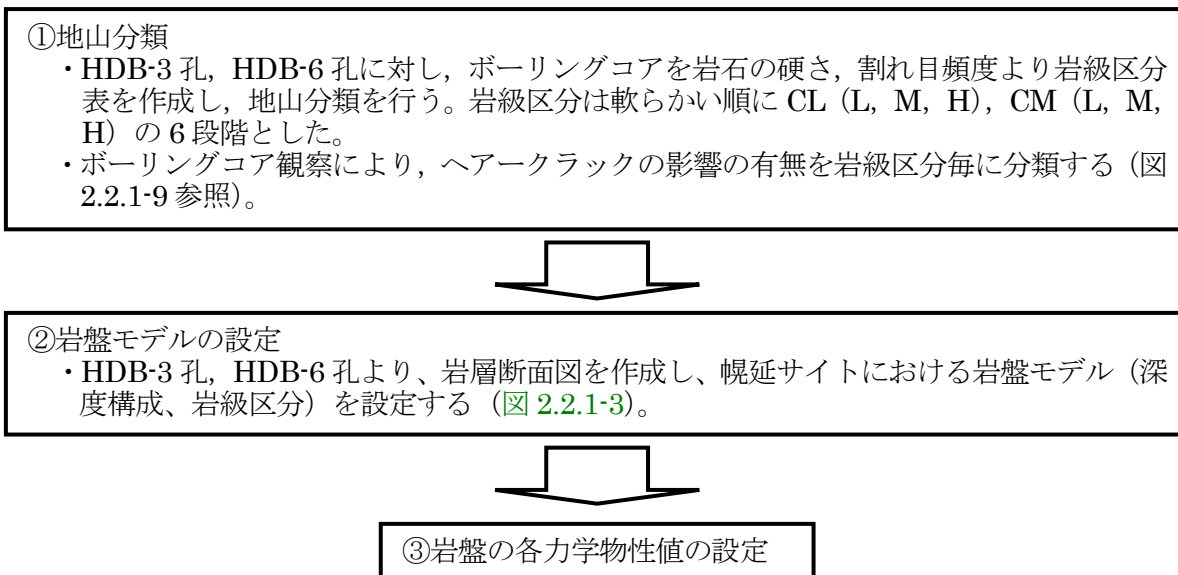 ①地山分類
・HDB-3 孔，HDB-6 孔に対し，ボーリングコアを岩石の硬さ，割れ目頻度より岩級区分
表を作成し，地山分類を行う。岩級区分は軟らかい順に CL（L，M，H），CM（L，M，
H）の 6 段階とした。
・ボーリングコア観察により，ヘアークラックの影響の有無を岩級区分毎に分類する（図
2.2.1-9 参照）。
②岩盤モデルの設定
・HDB-3 孔，HDB-6 孔より、岩層断面図を作成し、幌延サイトにおける岩盤モデル（深
度構成、岩級区分）を設定する（図 2.2.1-3）。
③岩盤の各力学物性値の設定